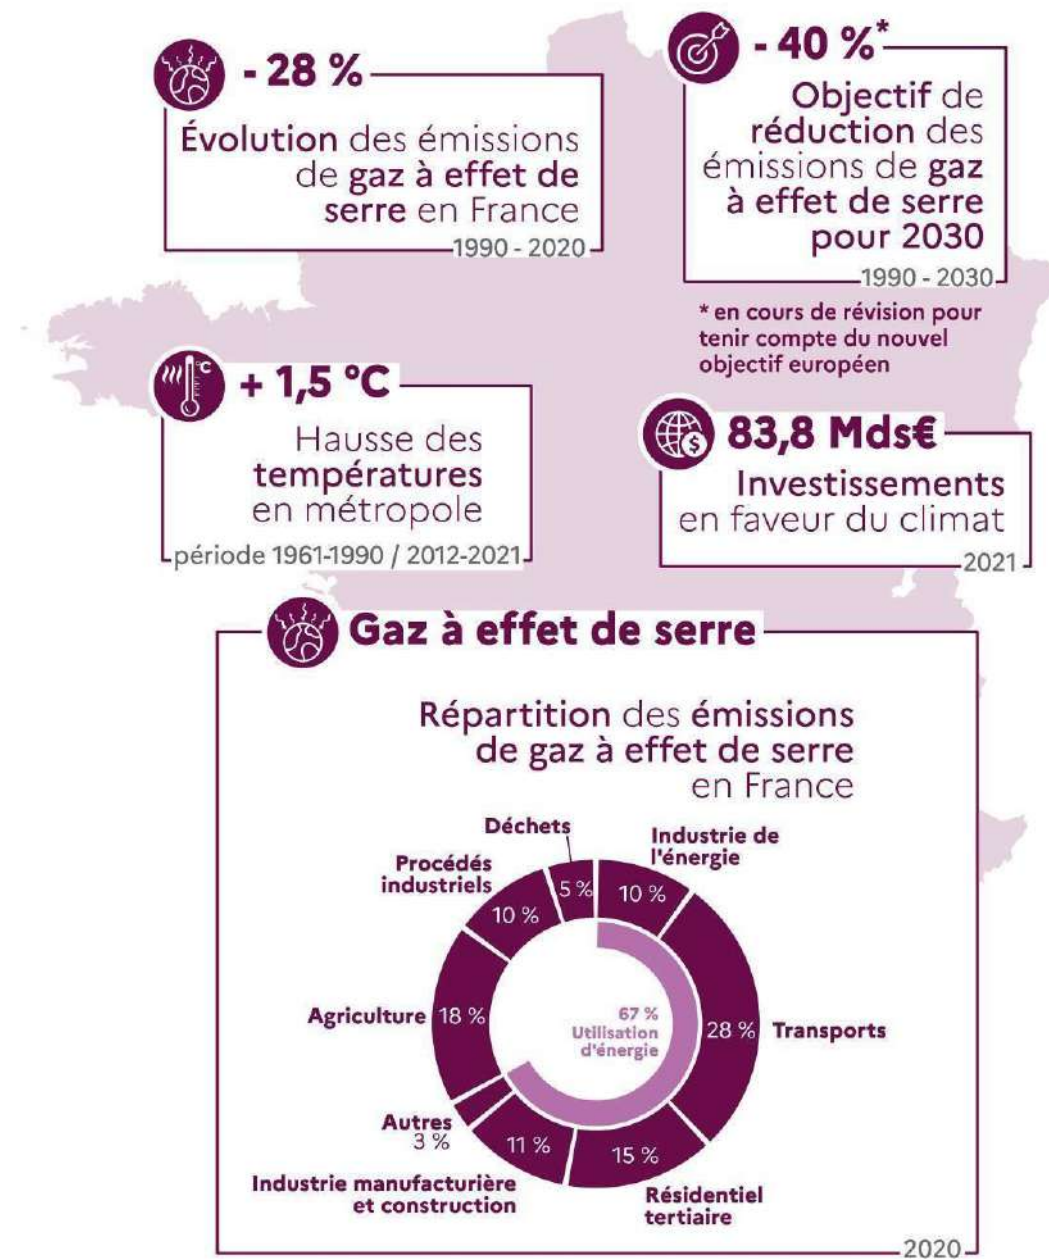 - 28 %
Évolution des émissions
de gaz à effet de
serre en France
1990 - 2020
- 40 %*
Objectif de
réduction des
émissions de gaz
à effet de serre
pour 2030
1990 - 2030
* en cours de révision pour
tenir compte du nouvel
objectif européen
°C
+ 1,5 °C
Hausse des
températures
en métropole
période 1961-1990 / 2012-2021
$
83,8 Mds€
Investissements
en faveur du climat
2021
Gaz à effet de serre
Répartition des émissions
de gaz à effet de serre
en France
Déchets
5 %
Industrie de
l'énergie
10 %
Procédés
industriels
10 %
Agriculture
18 %
67 %
Utilisation
d'énergie
28 %
Transports
Autres
3 %
11 %
15 %
Industrie manufacturière
et construction
Résidentiel
tertiaire
2020